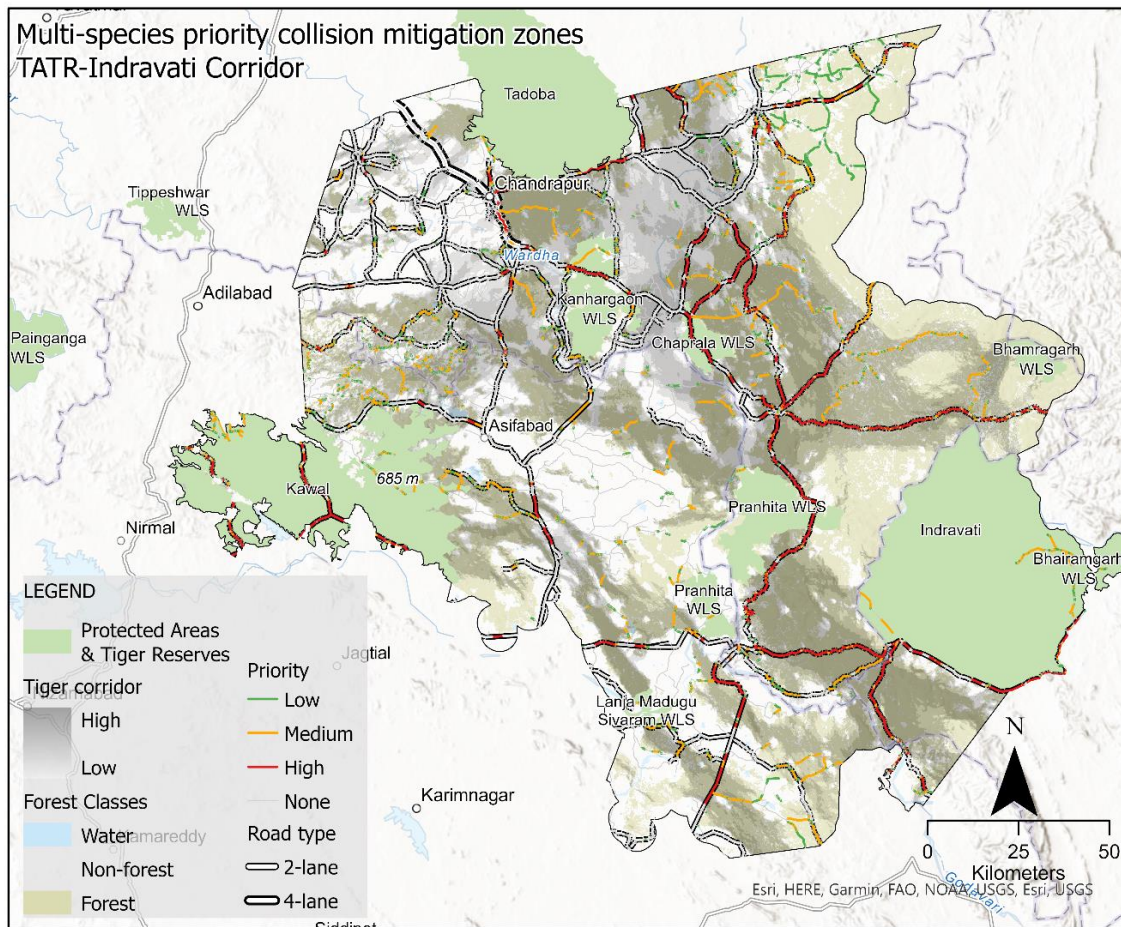 Multi-species priority collision mitigation zones
TATR-Indravati Corridor
Tadoba
Chandrapur
Tippeshwar
WLS
Wardha
Adilabad
Kanhargaon
WLS
Painganga
WLS
Chaprala WLS
Bhamragarh
WLS
Asifabad
685 m
Kawal
Pranhita WLS
Indravati
Nirmal
Bhairamgarh
WLS
Pranhita
WLS
Jagtial
Lanja Madugu
Sivaram WLS
Karimnagar
LEGEND
Protected Areas
& Tiger Reserves
Tiger corridor
High
Low
Forest Classes
Water
Non-forest
Forest
Priority
Low
Medium
High
None
Road type
2-lane
4-lane
Nizamabad
N
0 25 50
Kilometers
Esri, HERE, Garmin, FAO, NOAA, USGS, Esri, USGS
Godavari